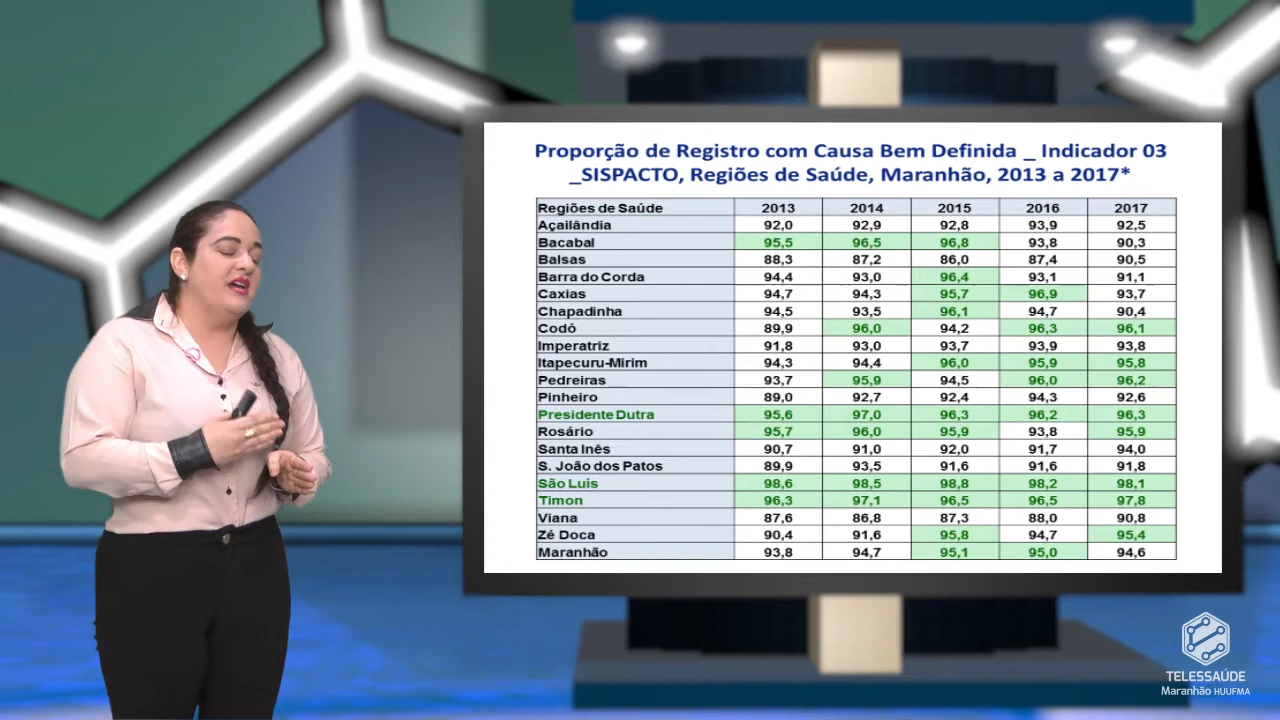 Proporção de Registro com Causa Bem Definida _ Indicador 03
_SISPACTO, Regiões de Saúde, Maranhão, 2013 a 2017*
Regiões de Saúde 2013 2014 2015 2016 2017
Açailândia 92,0 92,9 92,8 93,9 92,5
Bacabal 95,5 96,5 96,8 93,8 90,3
Balsas 88,3 87,2 86,0 87,4 90,5
Barra do Corda 94,4 93,0 96,4 93,1 91,1
Caxias 94,7 94,3 95,7 96,9 93,7
Chapadinha 94,5 93,5 96,1 94,7 90,4
Codó 89,9 96,0 94,2 96,3 96,1
Imperatriz 91,8 93,0 93,7 93,9 93,8
Itapecuru-Mirim 94,3 94,4 96,0 95,9 95,8
Pedreiras 93,7 95,9 94,5 96,0 96,2
Pinheiro 89,0 92,7 92,4 94,3 92,6
Presidente Dutra 95,6 97,0 96,3 96,2 96,3
Rosário 95,7 96,0 95,9 93,8 95,9
Santa Inês 90,7 91,0 92,0 91,7 94,0
S. João dos Patos 89,9 93,5 91,6 91,6 91,8
São Luís 98,6 98,5 98,8 98,2 98,1
Timon 96,3 97,1 96,5 96,5 97,8
Viana 87,6 86,8 87,3 88,0 90,8
Zé Doca 90,4 91,6 95,8 94,7 95,4
Maranhão 93,8 94,7 95,1 95,0 94,6
TELESSAÚDE
Maranhão HUUFMA